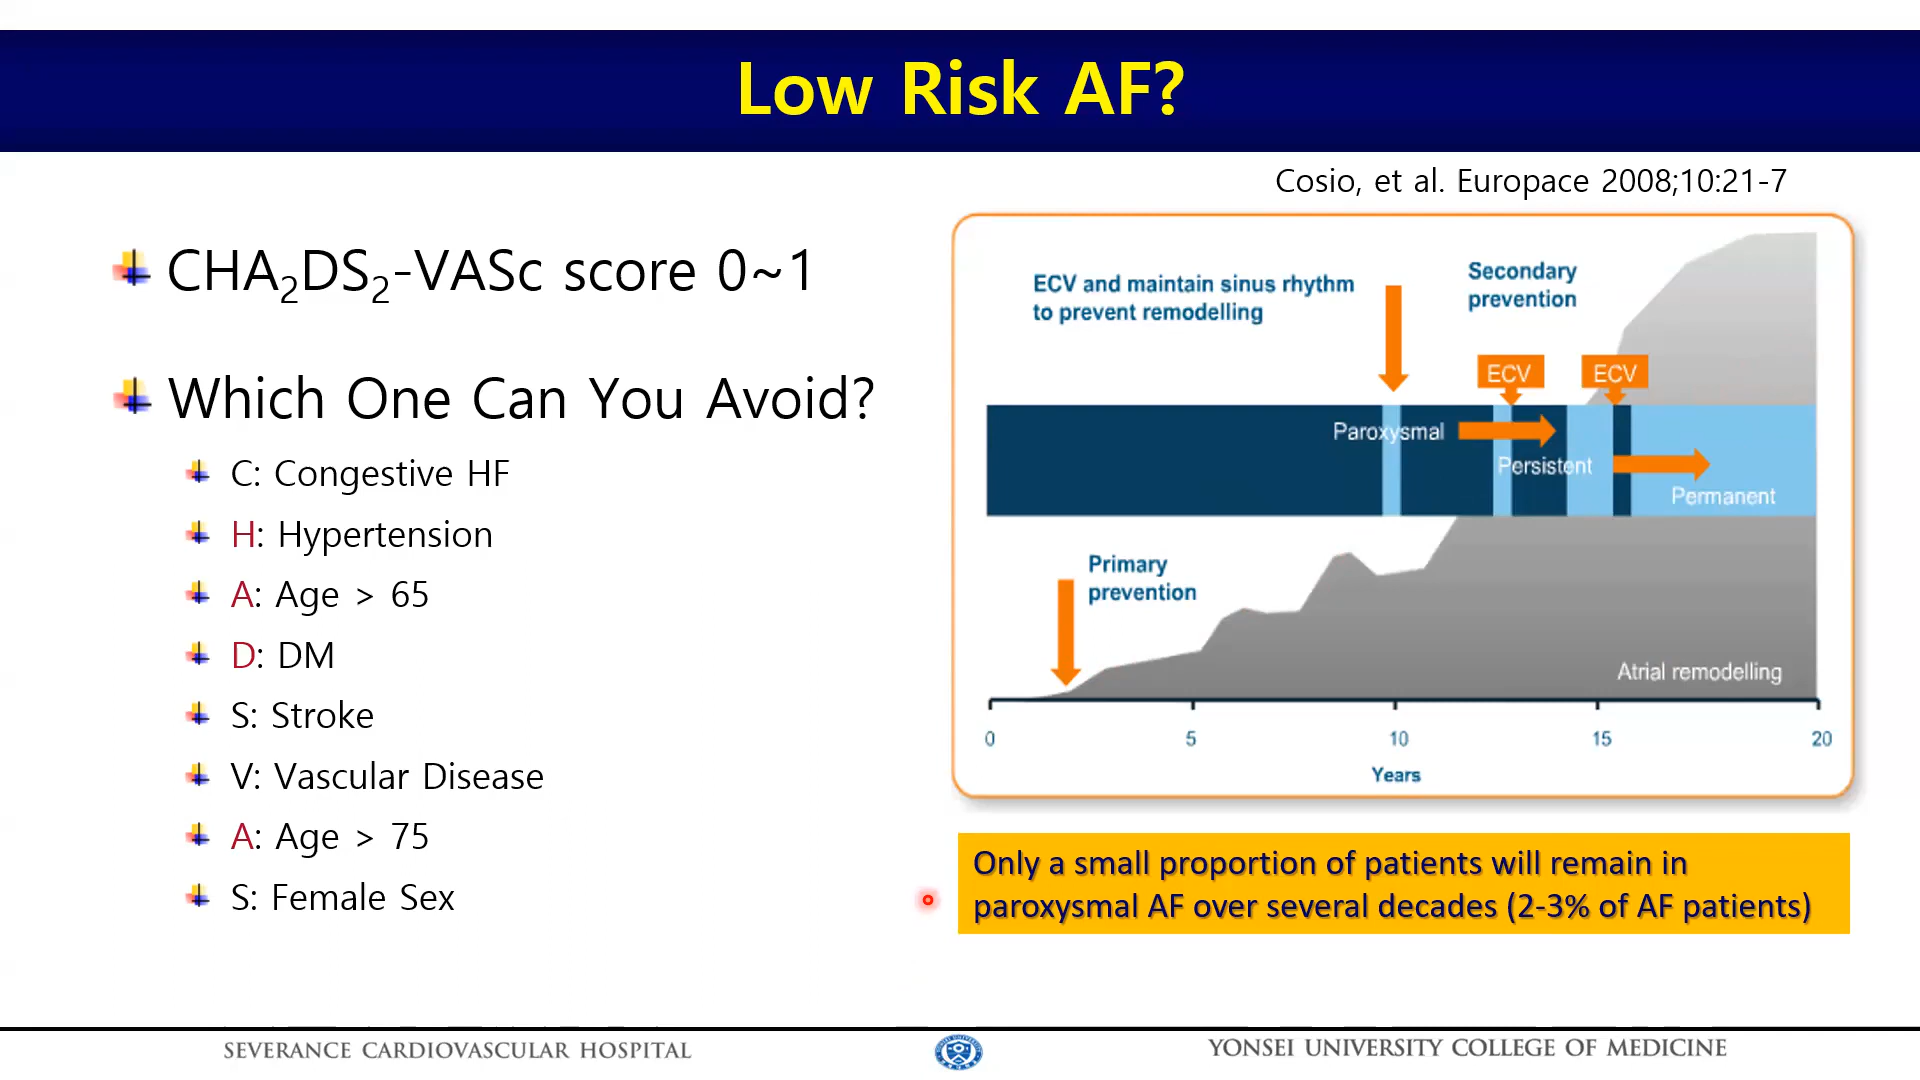 Low Risk AF?
Cosio, et al. Europace 2008;10:21-7
CHA₂DS₂-VASc score 0~1
Which One Can You Avoid?
C: Congestive HF
H: Hypertension
A: Age > 65
D: DM
S: Stroke
V: Vascular Disease
A: Age > 75
S: Female Sex
ECV and maintain sinus rhythm
to prevent remodelling
Secondary
prevention
ECV
ECV
Paroxysmal
Persistent
Permanent
Primary
prevention
Atrial remodelling
0 5 10 15 20
Years
Only a small proportion of patients will remain in
paroxysmal AF over several decades (2-3% of AF patients)
SEVERANCE CARDIOVASCULAR HOSPITAL
YONSEI UNIVERSITY COLLEGE OF MEDICINE